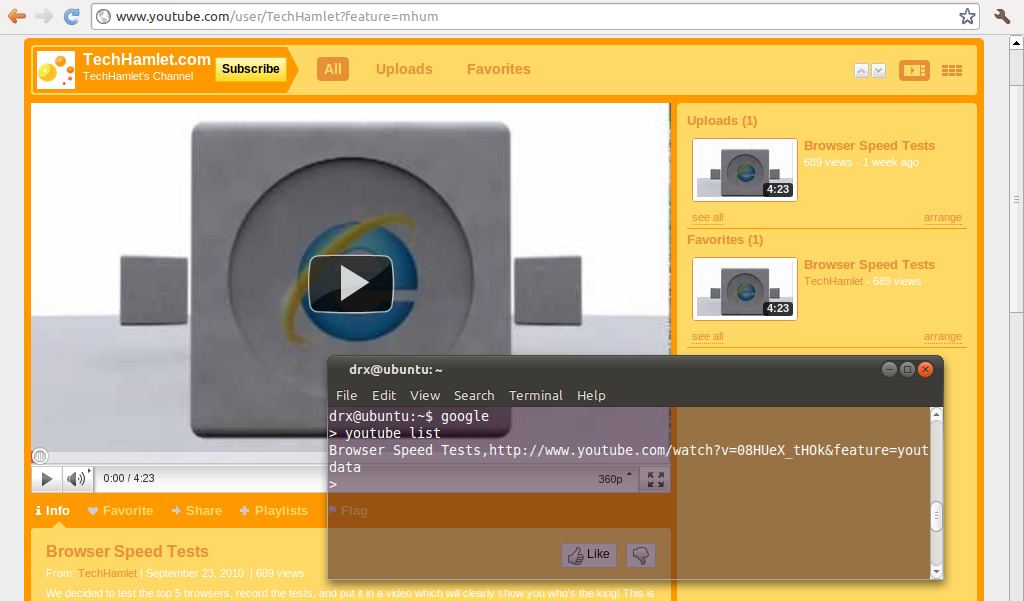 www.youtube.com/user/TechHamlet?feature=mhum
TechHamlet.com
TechHamlet's Channel
Subscribe
All
Uploads
Favorites
Uploads (1)
Browser Speed Tests
689 views - 1 week ago
4:23
see all
arrange
Favorites (1)
Browser Speed Tests
TechHamlet - 689 views
4:23
see all
arrange
drx@ubuntu: ~
File Edit View Search Terminal Help
drx@ubuntu:~$ google
> youtube list
Browser Speed Tests,http://www.youtube.com/watch?v=08HUeX_tHOk&feature=yout
data
>
0:00 / 4:23
360p
Info
Favorite
Share
Playlists
Flag
Browser Speed Tests
Like
From: TechHamlet | September 23, 2010 | 689 views
We decided to test the top 5 browsers, record the tests, and put it in a video which will clearly show you who's the king! This is